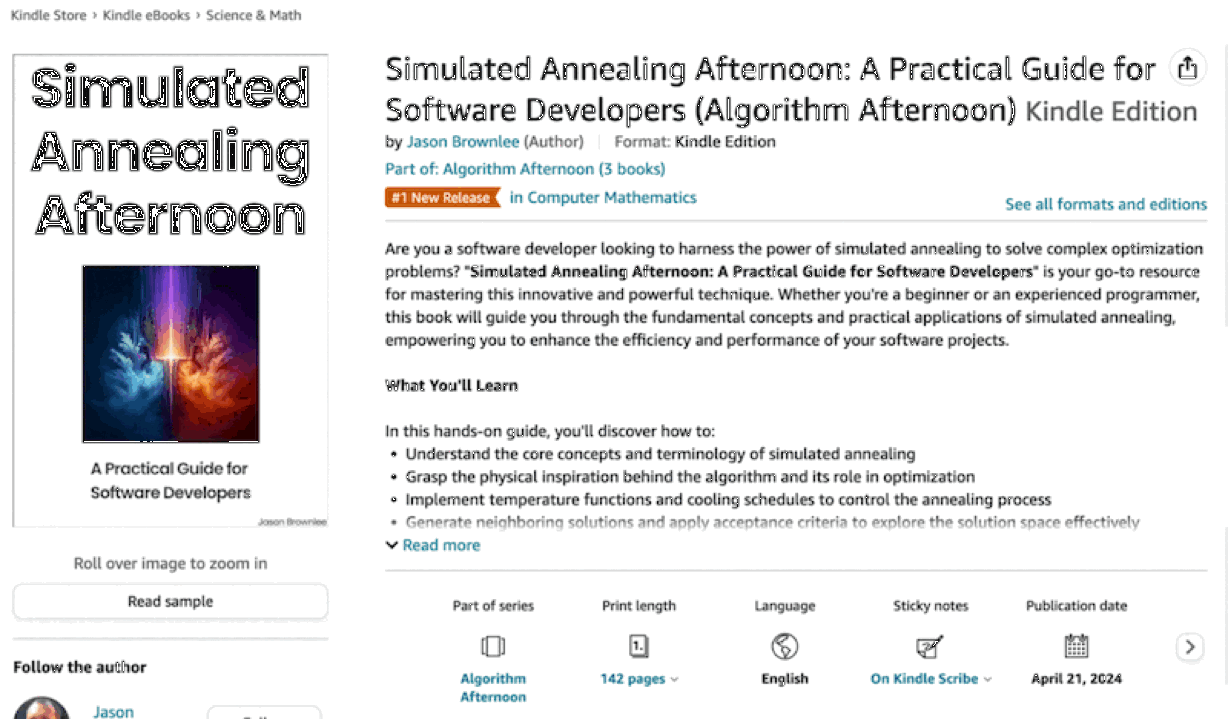 Kindle Store › Kindle eBooks › Science & Math
Simulated
Annealing
Afternoon
A Practical Guide for
Software Developers
Jason Brownlee
Roll over image to zoom in
Read sample
Follow the author
Jason
Simulated Annealing Afternoon: A Practical Guide for
Software Developers (Algorithm Afternoon) Kindle Edition
by Jason Brownlee (Author) Format: Kindle Edition
Part of: Algorithm Afternoon (3 books)
#1 New Release in Computer Mathematics
See all formats and editions
Are you a software developer looking to harness the power of simulated annealing to solve complex optimization
problems? "Simulated Annealing Afternoon: A Practical Guide for Software Developers" is your go-to resource
for mastering this innovative and powerful technique. Whether you're a beginner or an experienced programmer,
this book will guide you through the fundamental concepts and practical applications of simulated annealing,
empowering you to enhance the efficiency and performance of your software projects.
What You'll Learn
In this hands-on guide, you'll discover how to:
• Understand the core concepts and terminology of simulated annealing
• Grasp the physical inspiration behind the algorithm and its role in optimization
• Implement temperature functions and cooling schedules to control the annealing process
• Generate neighboring solutions and apply acceptance criteria to explore the solution space effectively
Read more
Part of series
Algorithm
Afternoon
Print length
1.
142 pages
Language
English
Sticky notes
On Kindle Scribe
Publication date
April 21, 2024